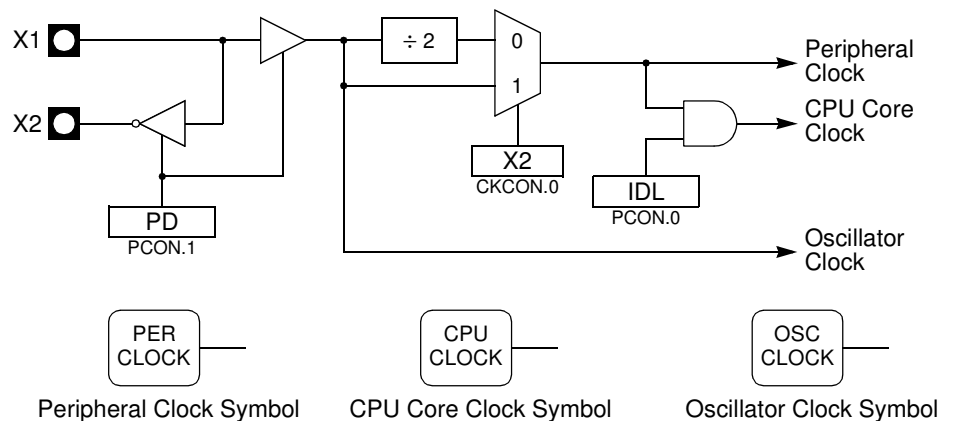 X1
÷ 2
0
Peripheral
Clock
1
X2
CPU Core
Clock
X2
CKCON.0
IDL
PCON.0
PD
PCON.1
Oscillator
Clock
PER
CLOCK
CPU
CLOCK
OSC
CLOCK
Peripheral Clock Symbol
CPU Core Clock Symbol
Oscillator Clock Symbol